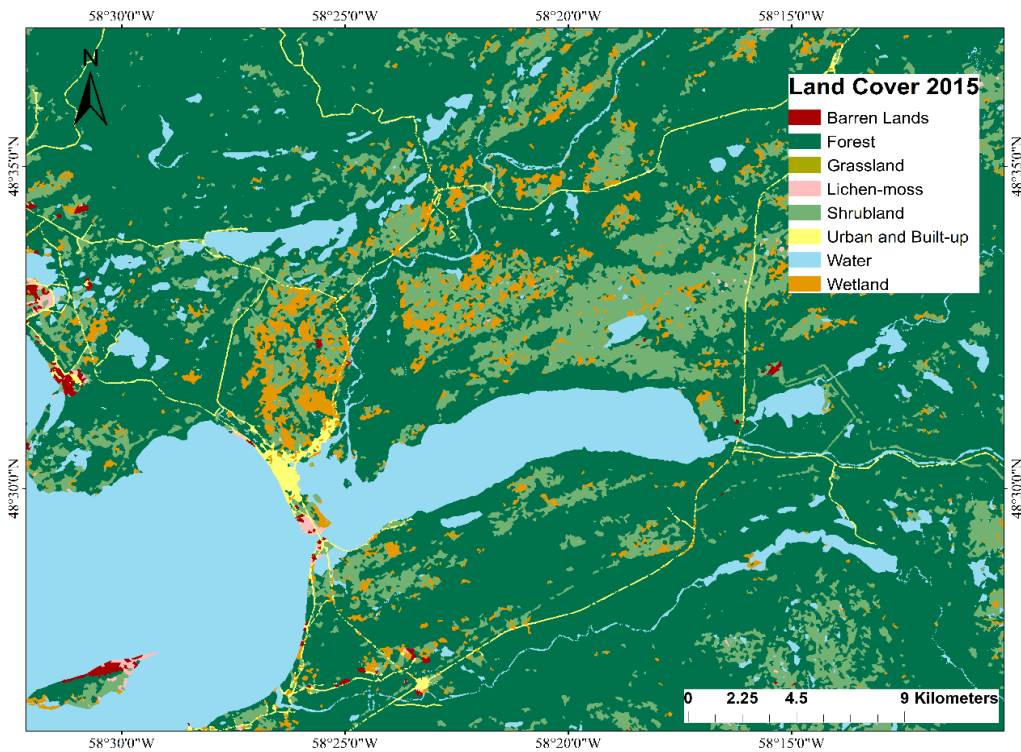 58°30'0"W 58°25'0"W 58°20'0"W 58°15'0"W
N
Land Cover 2015
Barren Lands
Forest
Grassland
Lichen-moss
Shrubland
Urban and Built-up
Water
Wetland
48°35'0"N 48°35'0"N
48°30'0"N 48°30'0"N
0 2.25 4.5 9 Kilometers
58°30'0"W 58°25'0"W 58°20'0"W 58°15'0"W